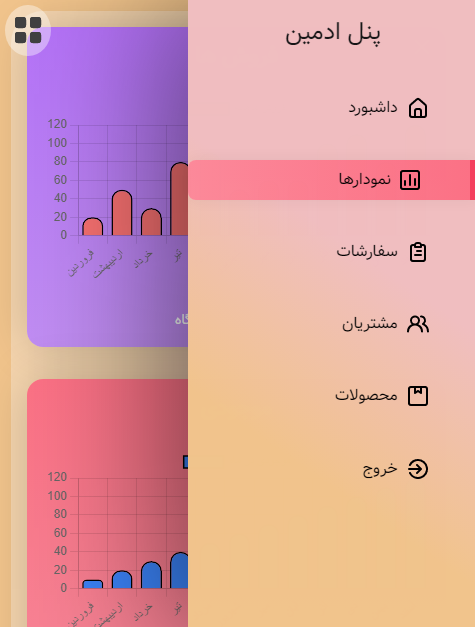 پنل ادمین
داشبورد
نمودارها
سفارشات
مشتریان
محصولات
خروج
120
100
80
60
40
20
0
فروردین
اردیبهشت
خرداد
تیر
گاه
120
100
80
60
40
20
0
فروردین
اردیبهشت
خرداد
تیر